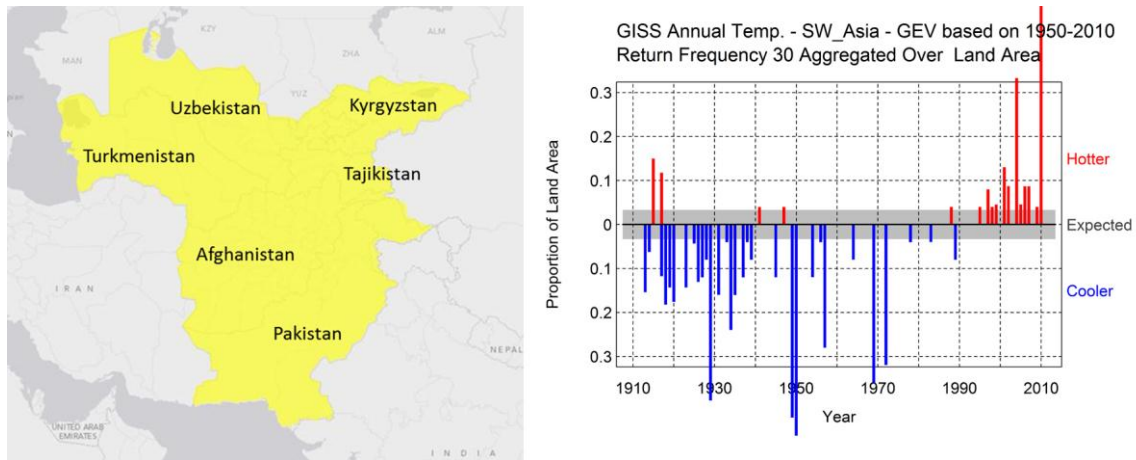 ALM
KZY
MAN
ZHA
YUZ
Uzbekistan
Kyrgyzstan
Turkmenistan
Tajikistan
Afghanistan
IRAN
Pakistan
NEPAL
UNITED ARAB
EMIRATES
INDIA
GISS Annual Temp. - SW_Asia - GEV based on 1950-2010
Return Frequency 30 Aggregated Over Land Area
Proportion of Land Area
0.3
0.2
0.1
0
0.1
0.2
0.3
Hotter
Expected
Cooler
1910 1930 1950 1970 1990 2010
Year